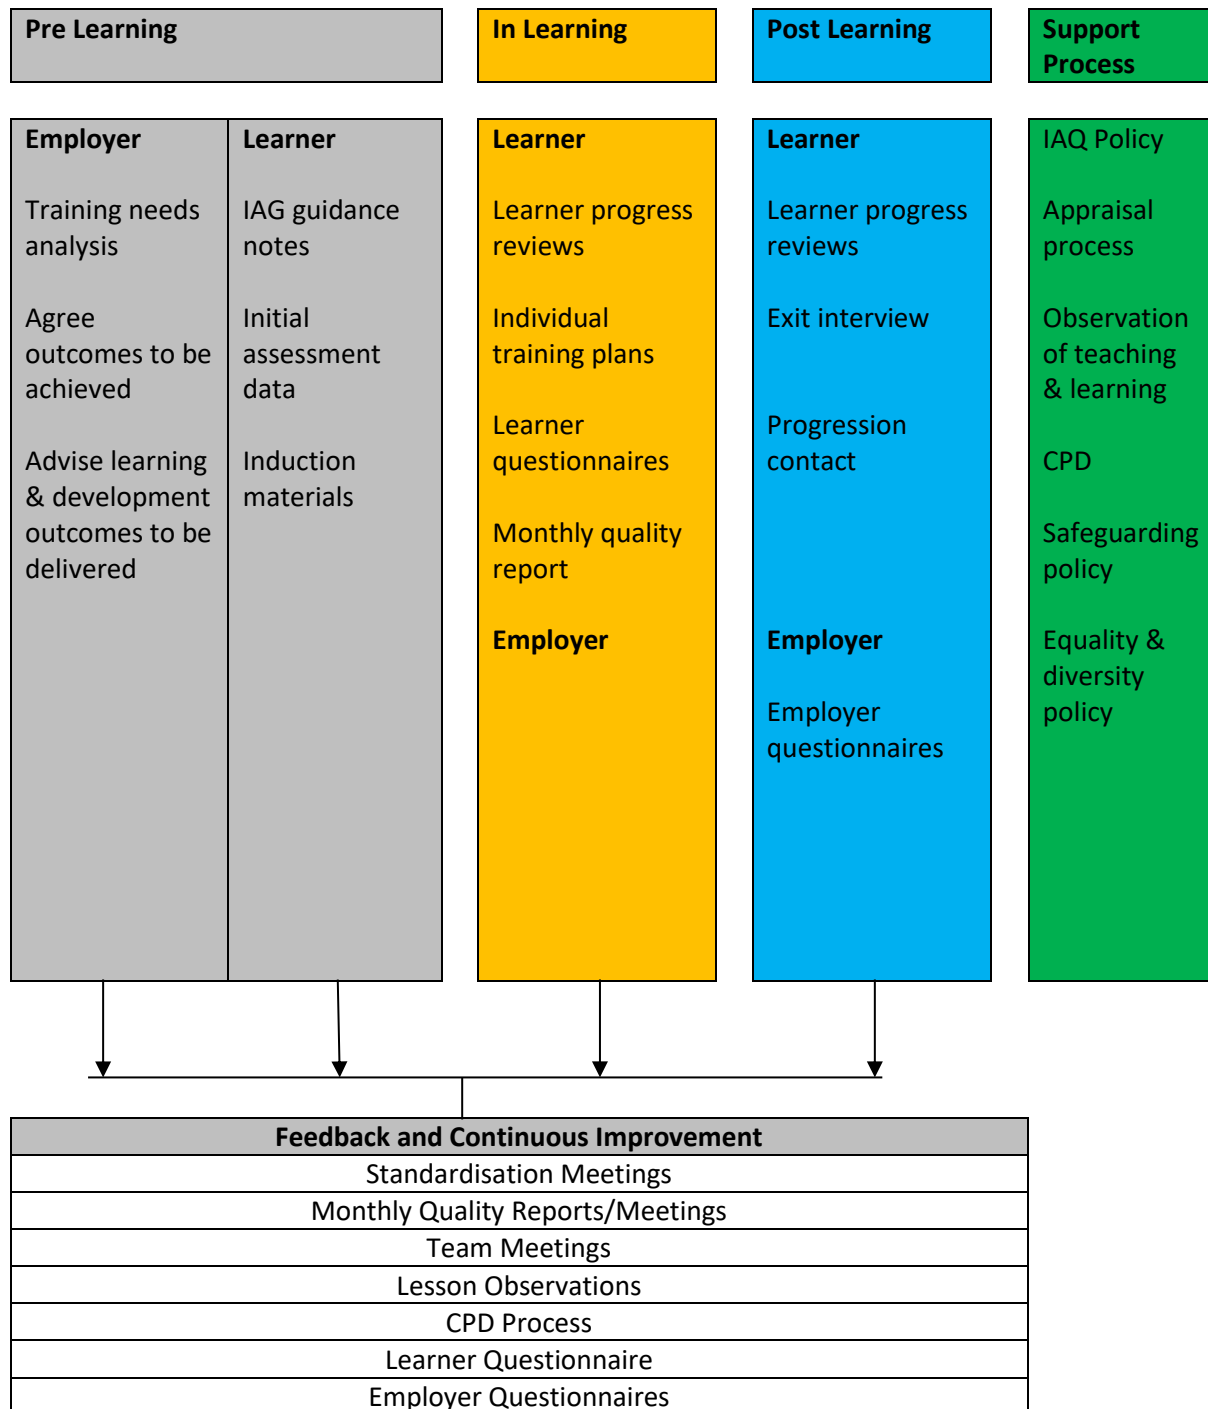 Pre Learning
In Learning
Post Learning
Support
Process
Employer
Training needs
analysis
Agree
outcomes to be
achieved
Advise learning
& development
outcomes to be
delivered
Learner
IAG guidance
notes
Initial
assessment
data
Induction
materials
Learner
Learner progress
reviews
Individual
training plans
Learner
questionnaires
Monthly quality
report
Employer
Learner
Learner progress
reviews
Exit interview
Progression
contact
Employer
Employer
questionnaires
IAQ Policy
Appraisal
process
Observation
of teaching
& learning
CPD
Safeguarding
policy
Equality &
diversity
policy
Feedback and Continuous Improvement
Standardisation Meetings
Monthly Quality Reports/Meetings
Team Meetings
Lesson Observations
CPD Process
Learner Questionnaire
Employer Questionnaires